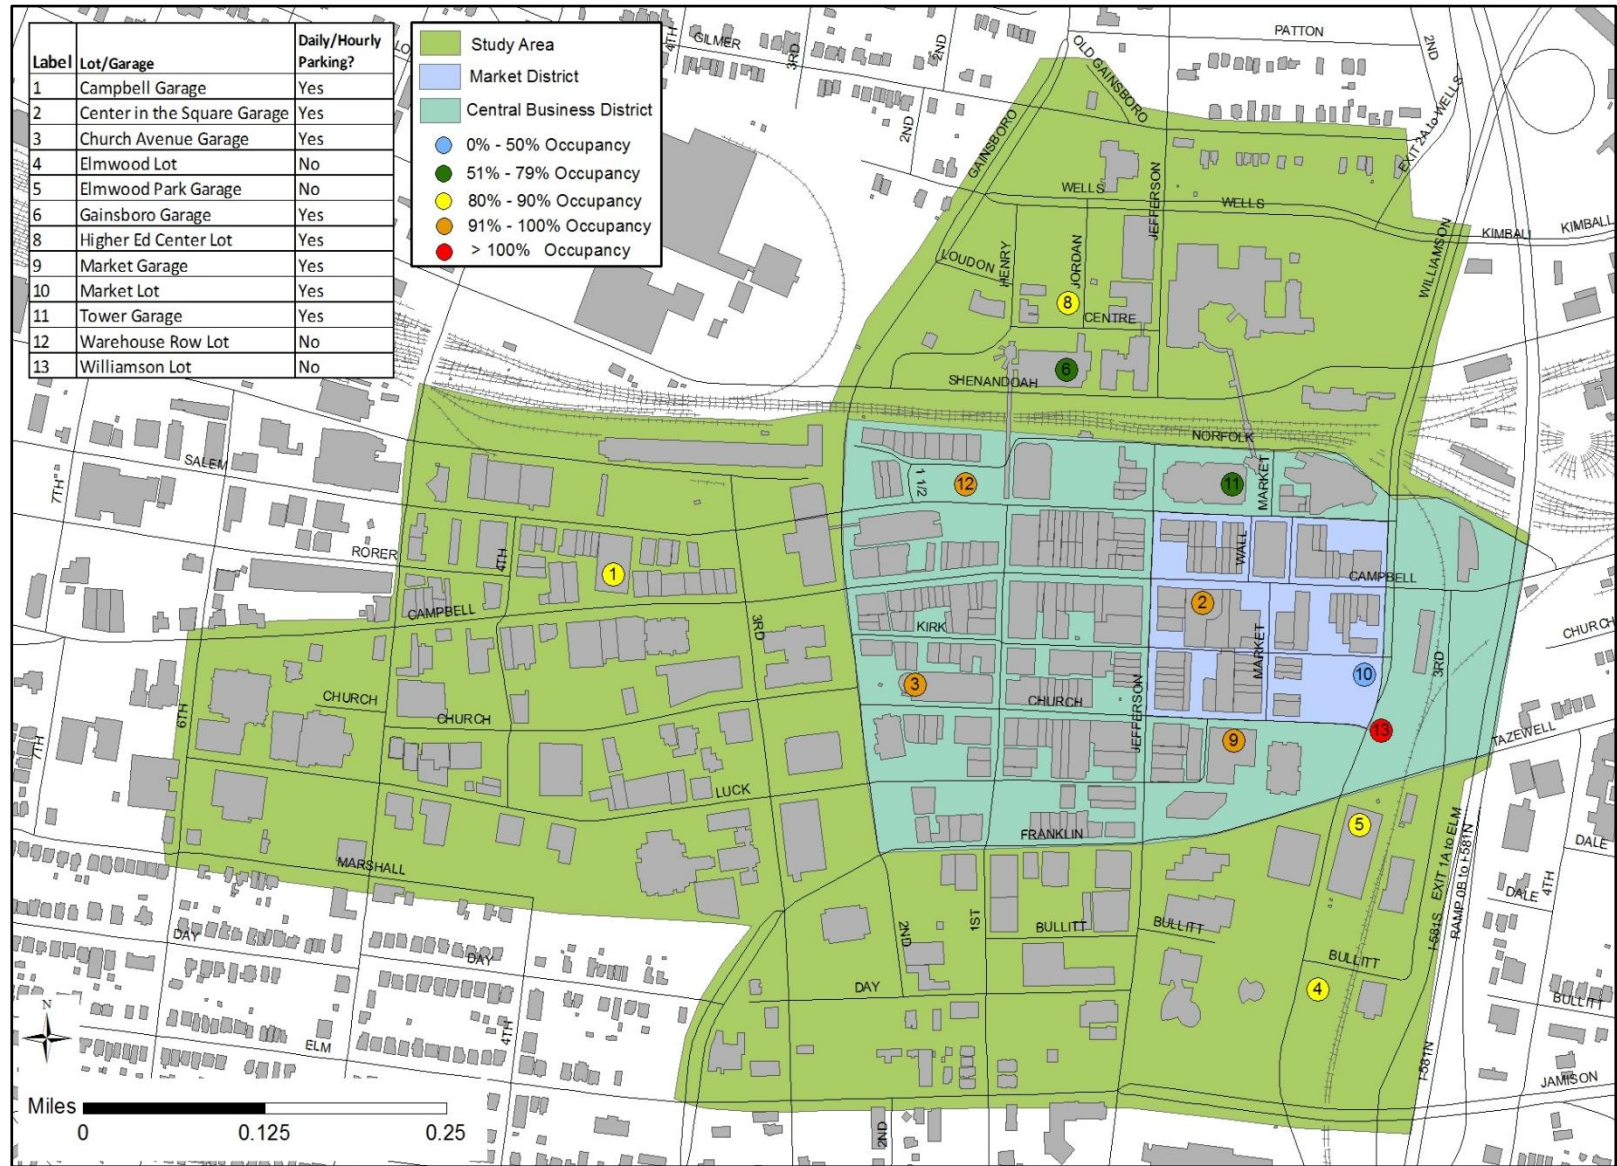 Label Lot/Garage Daily/Hourly Parking?
1 Campbell Garage Yes
2 Center in the Square Garage Yes
3 Church Avenue Garage Yes
4 Elmwood Lot No
5 Elmwood Park Garage No
6 Gainsboro Garage Yes
8 Higher Ed Center Lot Yes
9 Market Garage Yes
10 Market Lot Yes
11 Tower Garage Yes
12 Warehouse Row Lot No
13 Williamson Lot No
Study Area
Market District
Central Business District
0% - 50% Occupancy
51% - 79% Occupancy
80% - 90% Occupancy
91% - 100% Occupancy
> 100% Occupancy
4TH
GILMER
3RD
2ND
OLD GAINSBORO
PATTON
2ND
2ND
GAINSBORO
EXIT 2A to WELLS
JEFFERSON
WELLS
WELLS
KIMBALL
WILLIAMSON
LOUDON
HENRY
JORDAN
8
CENTRE
6
SHENANDOAH
NORFOLK
SALEM
7TH
1 1/2
12
11
MARKET
RORER
4TH
1
WALL
CAMPBELL
CAMPBELL
2
KIRK
3RD
MARKET
3RD
CHURCH
10
3
CHURCH
CHURCH
CHURCH
6TH
7TH
JEFFERSON
9
13
TAZEWELL
LUCK
FRANKLIN
5
MARSHALL
DALE
DALE
4TH
I-581S EXIT 1A to ELM
RAMP 0B to I-581N
2ND
1ST
BULLITT
BULLITT
BULLITT
DAY
DAY
DAY
4
BULLITT
N
ELM
4TH
I-581N
JAMISON
2ND
Miles
0 0.125 0.25